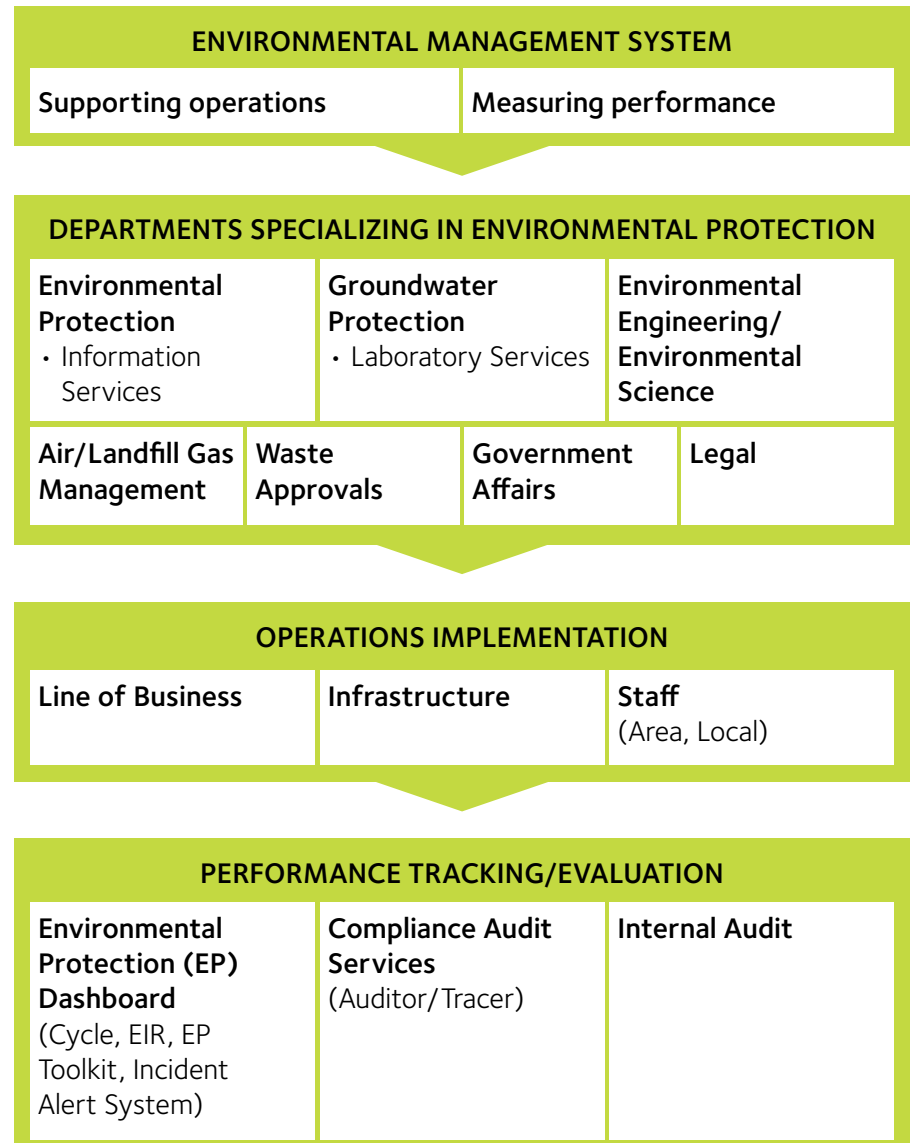 ENVIRONMENTAL MANAGEMENT SYSTEM
Supporting operations
Measuring performance
DEPARTMENTS SPECIALIZING IN ENVIRONMENTAL PROTECTION
Environmental
Protection
• Information
Services
Groundwater
Protection
• Laboratory Services
Environmental
Engineering/
Environmental
Science
Air/Landfill Gas
Management
Waste
Approvals
Government
Affairs
Legal
OPERATIONS IMPLEMENTATION
Line of Business
Infrastructure
Staff
(Area, Local)
PERFORMANCE TRACKING/EVALUATION
Environmental
Protection (EP)
Dashboard
(Cycle, EIR, EP
Toolkit, Incident
Alert System)
Compliance Audit
Services
(Auditor/Tracer)
Internal Audit